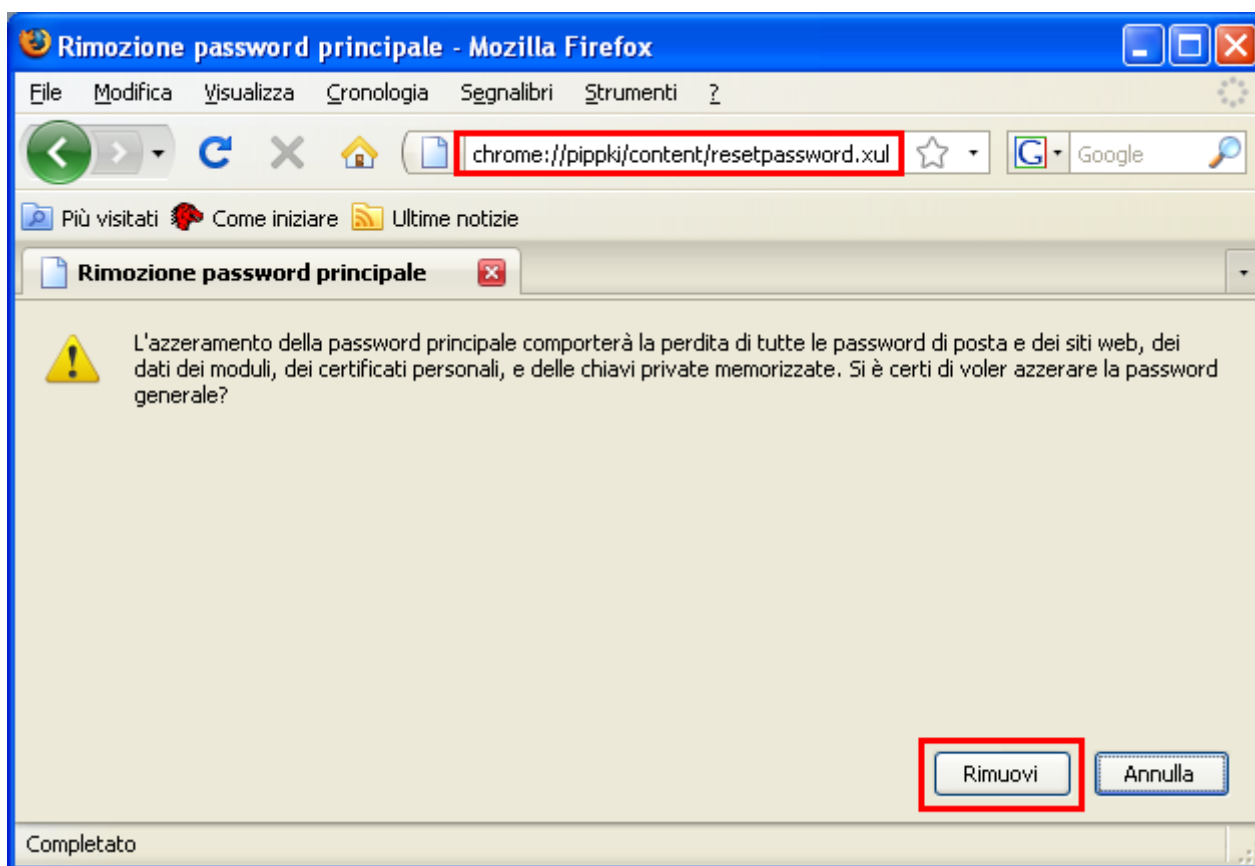 Rimozione password principale - Mozilla Firefox
File Modifica Visualizza Cronologia Segnalibri Strumenti ?
chrome://pippki/content/resetpassword.xul G Google
Più visitati Come iniziare Ultime notizie
Rimozione password principale
L'azzeramento della password principale comporterà la perdita di tutte le password di posta e dei siti web, dei
dati dei moduli, dei certificati personali, e delle chiavi private memorizzate. Si è certi di voler azzerare la password
generale?
Rimuovi Annulla
Completato